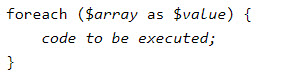 foreach ($array as $value) {
    code to be executed;
}